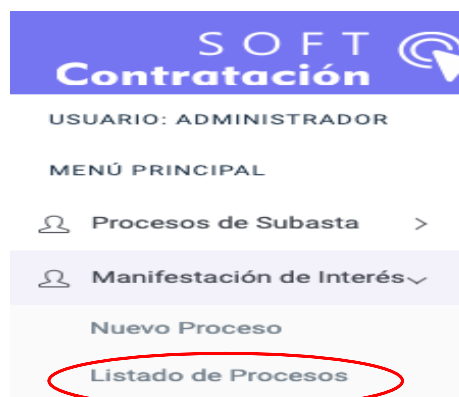 SOFT
Contratación
USUARIO: ADMINISTRADOR
MENÚ PRINCIPAL
Procesos de Subasta >
Manifestación de Interés
Nuevo Proceso
Listado de Procesos